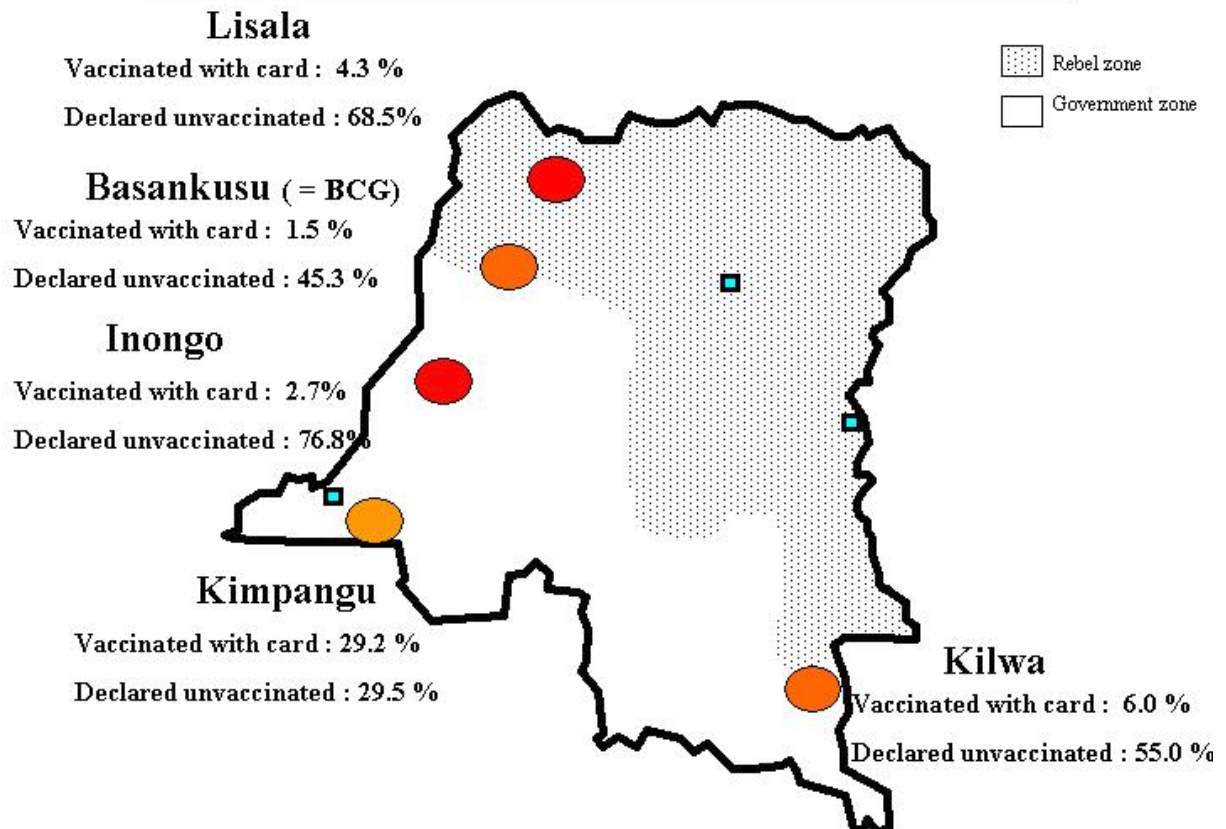 Lisala
Vaccinated with card : 4.3 %
Declared unvaccinated : 68.5%
Rebel zone
Government zone
Basankusu ( = BCG)
Vaccinated with card : 1.5 %
Declared unvaccinated : 45.3 %
Inongo
Vaccinated with card : 2.7%
Declared unvaccinated : 76.8%
Kimpangu
Vaccinated with card : 29.2 %
Declared unvaccinated : 29.5 %
Kilwa
Vaccinated with card : 6.0 %
Declared unvaccinated : 55.0 %